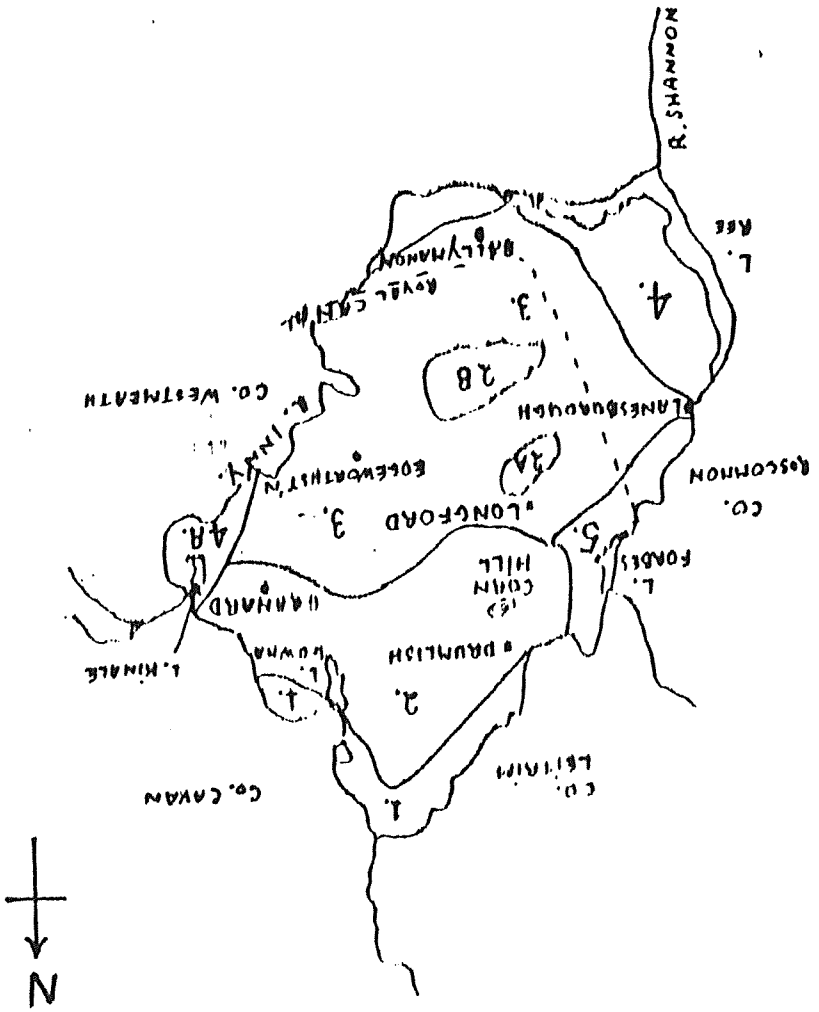 N
CO.
LEITRIM
CO. CAVAN
1.
2.
1.
L. KINALE
DRUMLISH
L.
GOWNA
CORN
HILL
GRANARD
L.
FORBES
5.
LONGFORD
3.
4A.
CO.
ROSCOMMON
2A
EDGEWORTHST'N
R. INNY.
LANESBOROUGH
CO. WESTMEATH
2B
4.
3.
ROYAL CANAL
BALLYMAHON
L.
REE
R. SHANNON